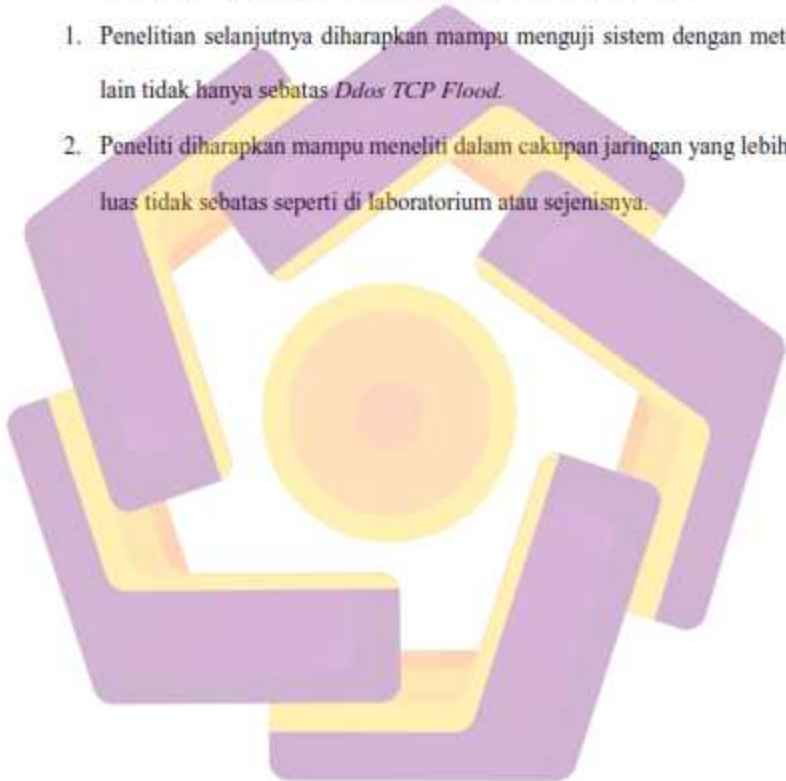 1. Penelitian selanjutnya diharapkan mampu menguji sistem dengan
lain tidak hanya sebatas Ddos TCP Flood.
2. Peneliti diharapkan mampu meneliti dalam cakupan jaringan yang lebih
luas tidak sebatas seperti di laboratorium atau sejenisnya.